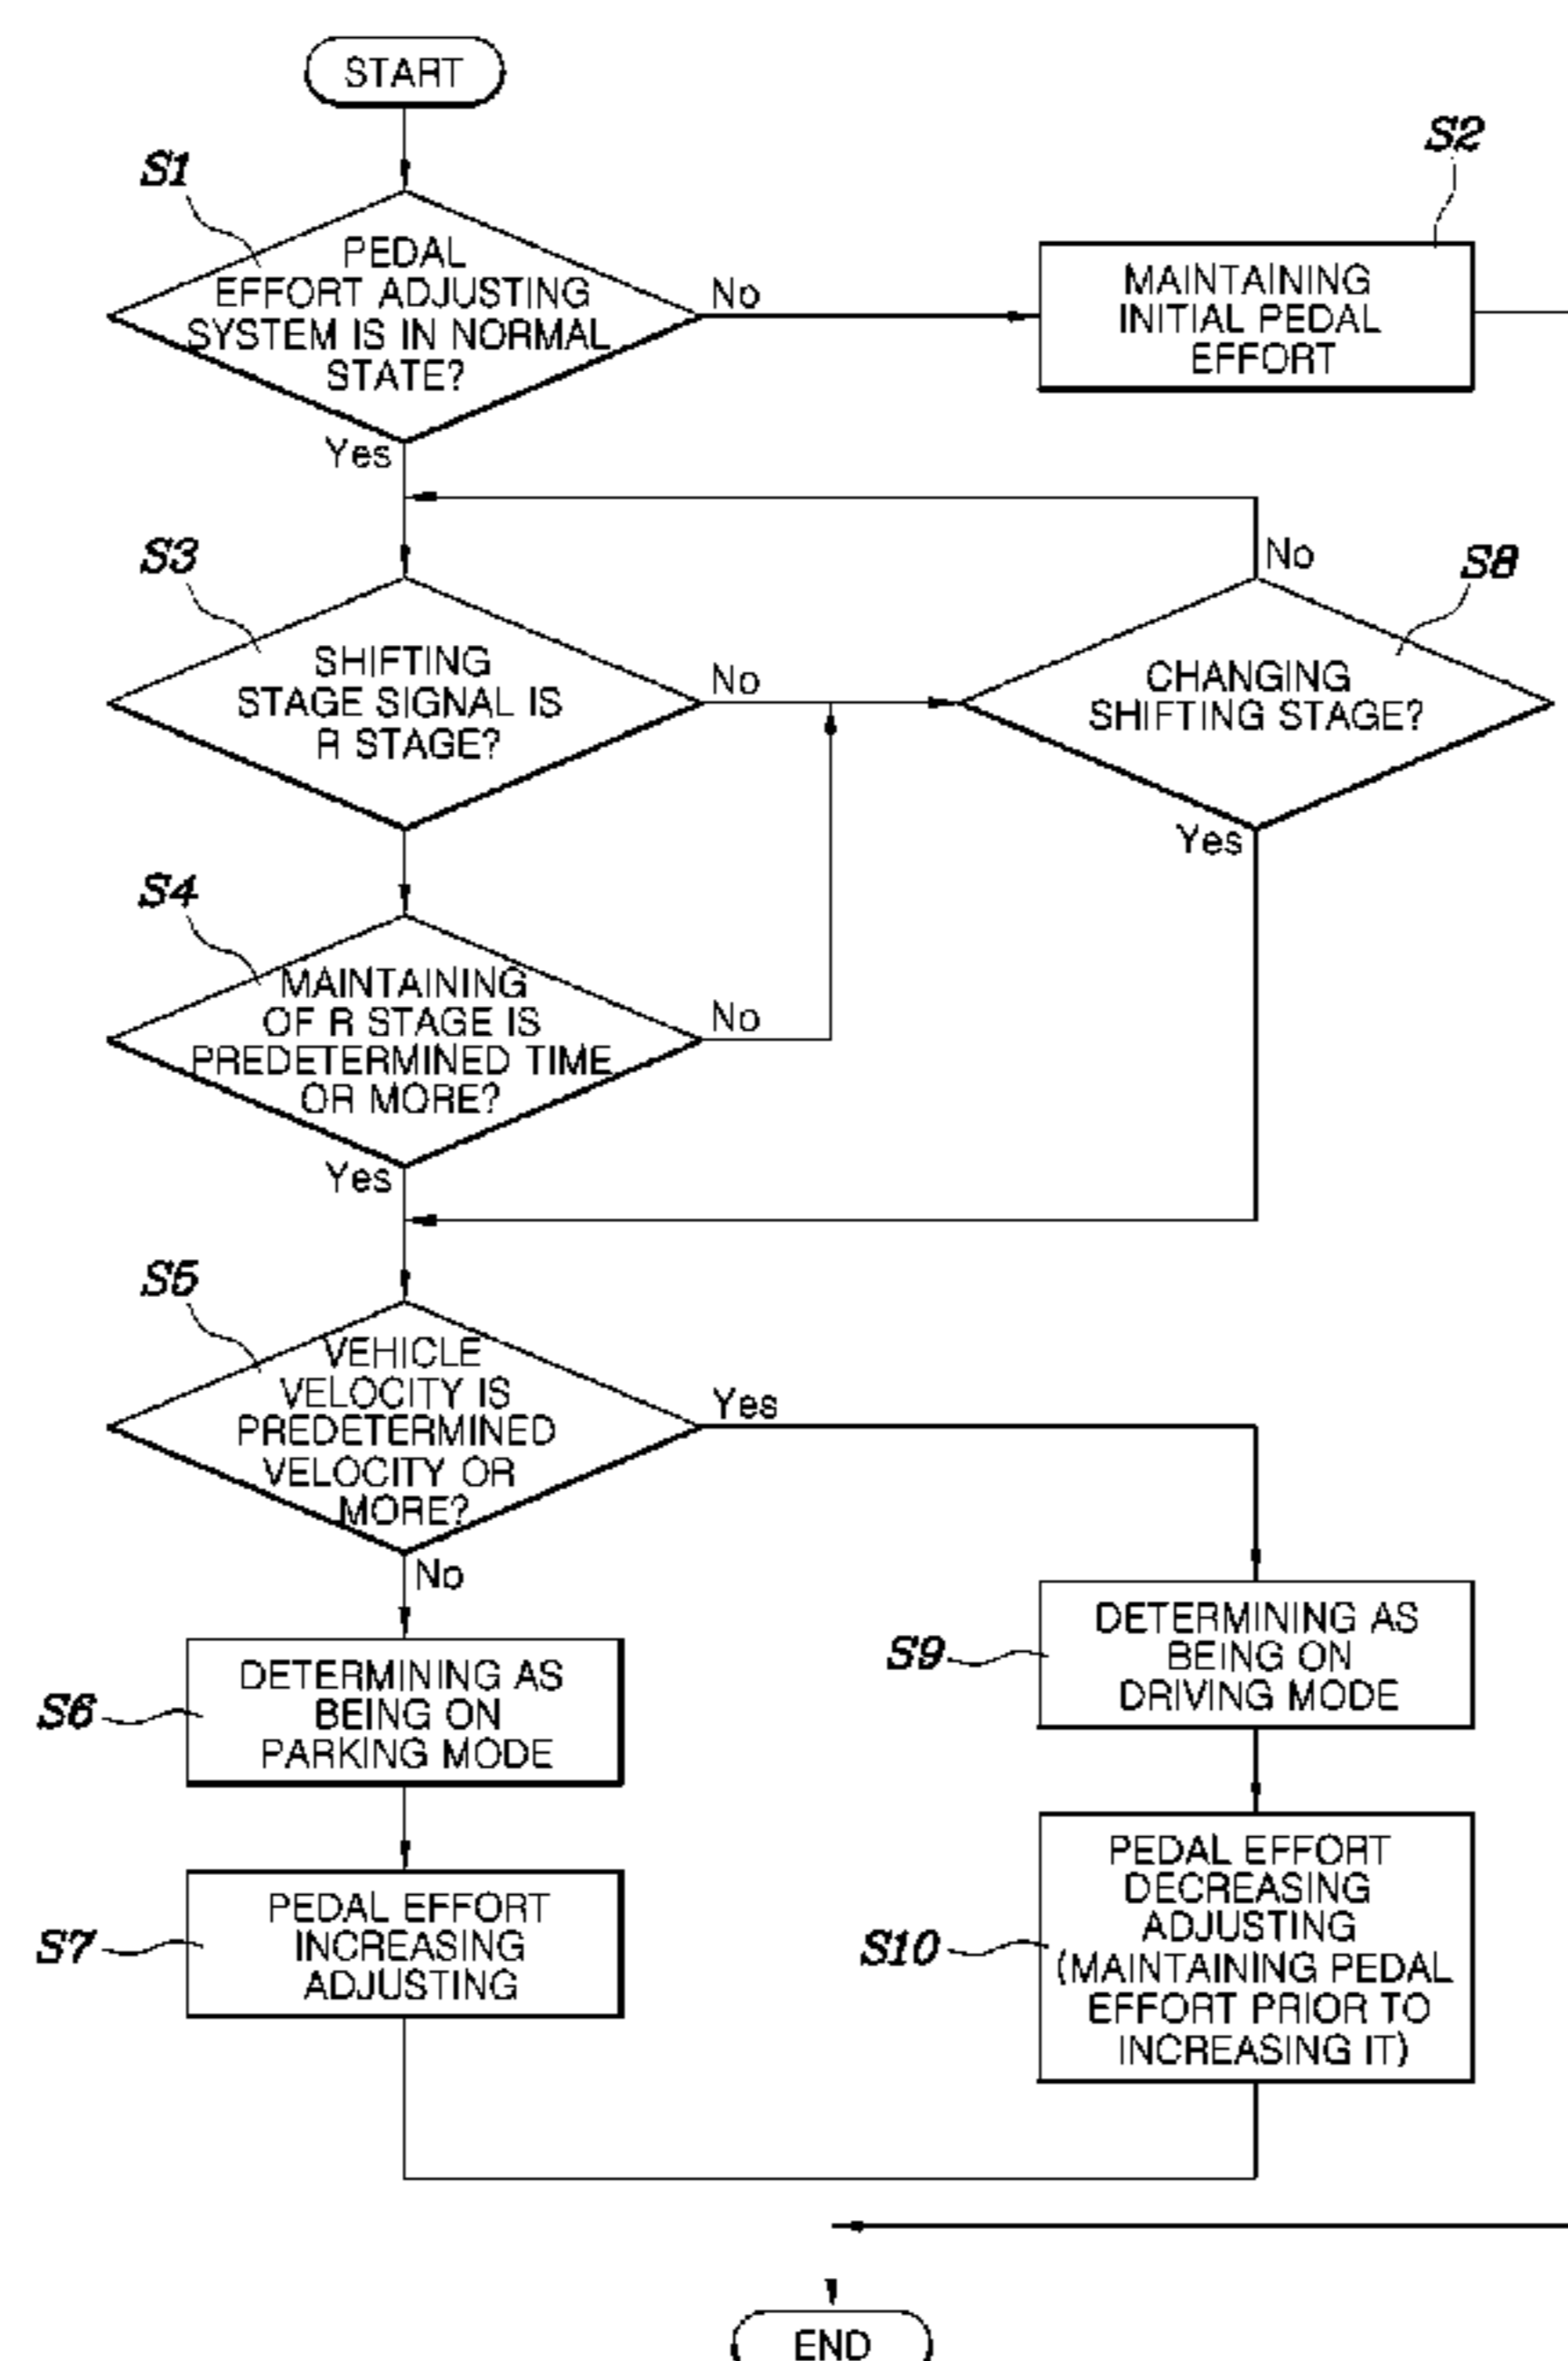 START
S1
PEDAL
EFFORT ADJUSTING
SYSTEM IS IN NORMAL
STATE?
No
Yes
S2
MAINTAINING
INITIAL PEDAL
EFFORT
S3
SHIFTING
STAGE SIGNAL IS
R STAGE?
No
S8
No
CHANGING
SHIFTING STAGE?
Yes
S4
MAINTAINING
OF R STAGE IS
PREDETERMINED TIME
OR MORE?
No
Yes
S5
VEHICLE
VELOCITY IS
PREDETERMINED
VELOCITY OR
MORE?
Yes
No
S6
DETERMINING AS
BEING ON
PARKING MODE
S9
DETERMINING AS
BEING ON
DRIVING MODE
S7
PEDAL EFFORT
INCREASING
ADJUSTING
S10
PEDAL EFFORT
DECREASING
ADJUSTING
(MAINTAINING PEDAL
EFFORT PRIOR TO
INCREASING IT)
END